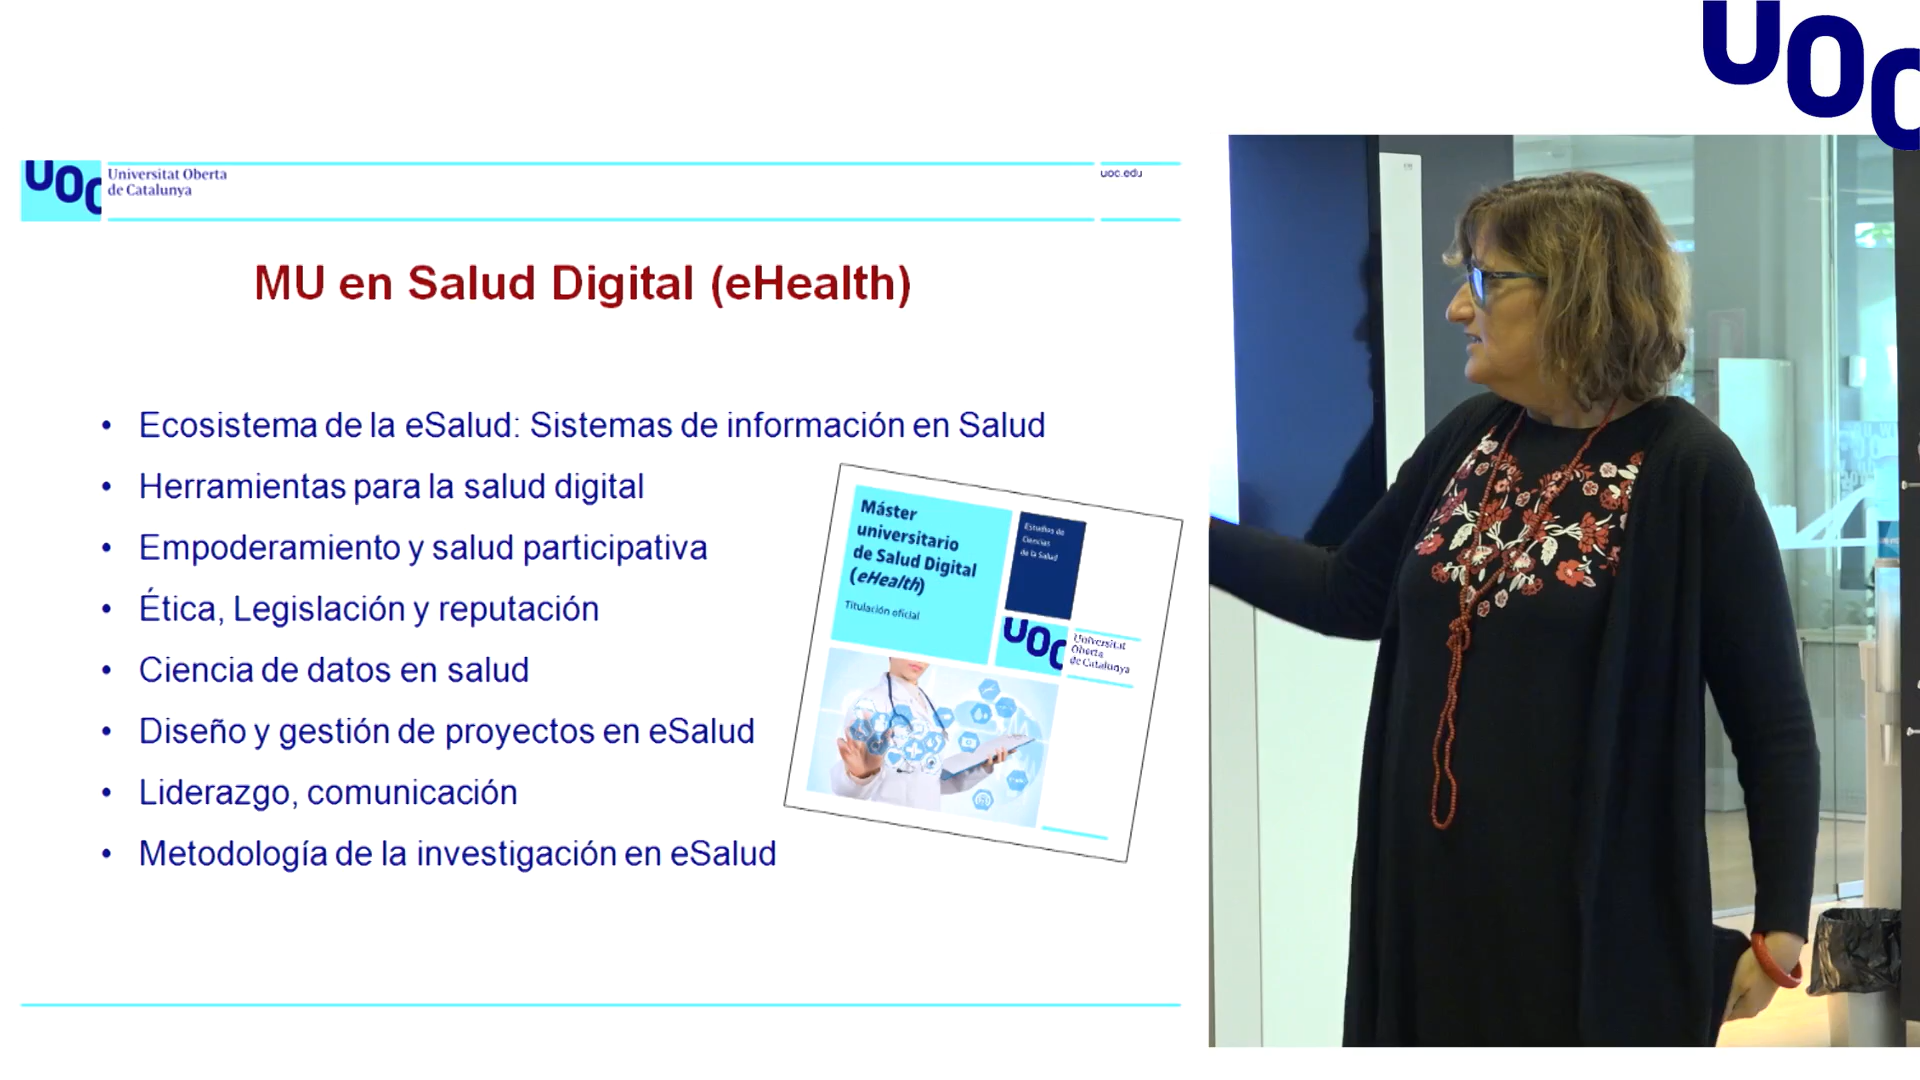 UOC
UOC
Universitat Oberta
de Catalunya
uoc.edu
MU en Salud Digital (eHealth)
• Ecosistema de la eSalud: Sistemas de información en Salud
• Herramientas para la salud digital
• Empoderamiento y salud participativa
• Ética, Legislación y reputación
• Ciencia de datos en salud
• Diseño y gestión de proyectos en eSalud
• Liderazgo, comunicación
• Metodología de la investigación en eSalud
Máster
universitario
de Salud Digital
(eHealth)
Titulación oficial
Estudios de
Ciencias
de la Salud
UOC
Universitat
Oberta
de Catalunya